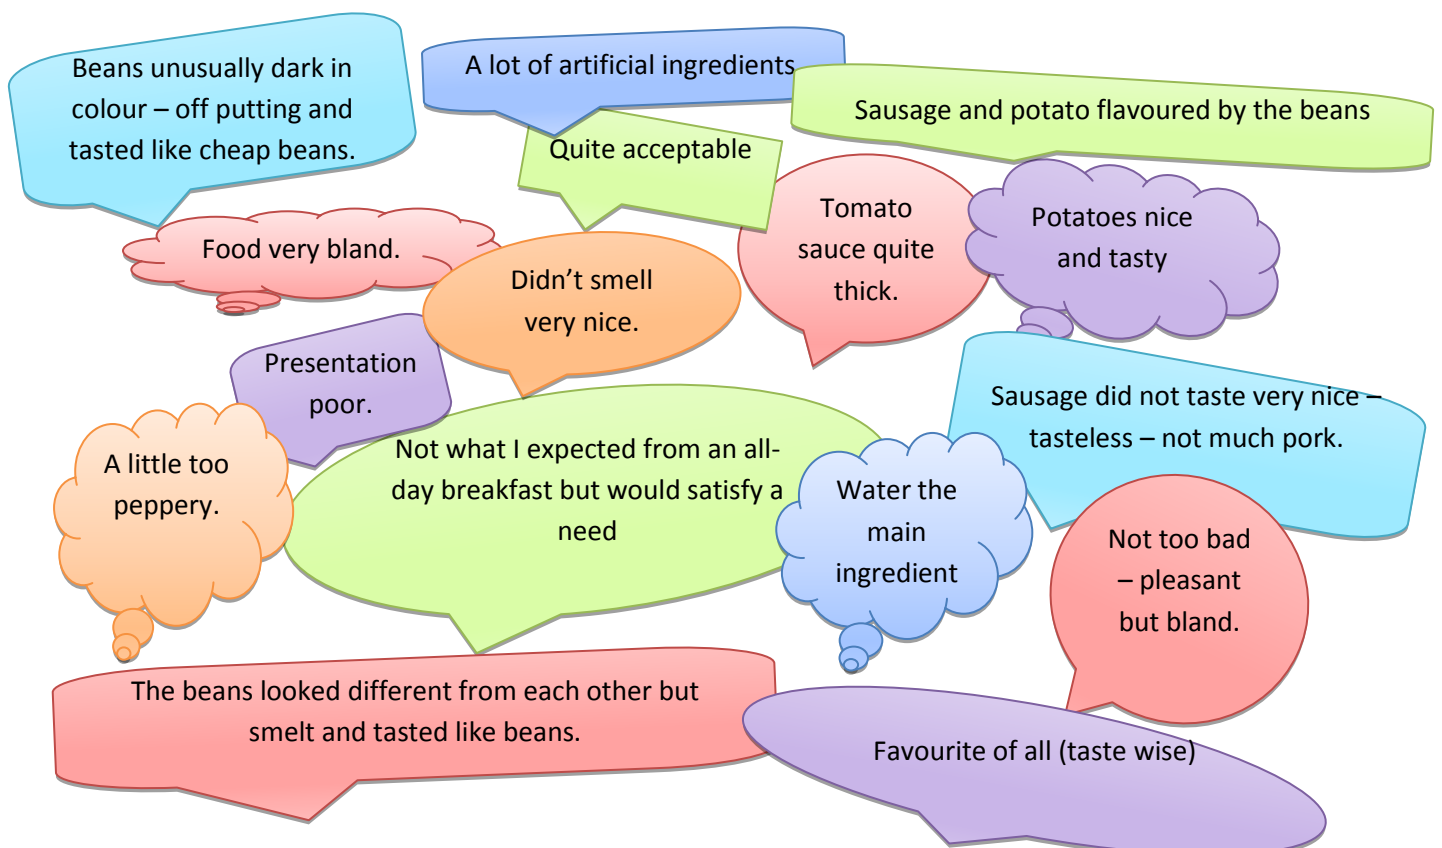 Beans unusually dark in
colour – off putting and
tasted like cheap beans.
A lot of artificial ingredients
Sausage and potato flavoured by the beans
Quite acceptable
Food very bland.
Didn’t smell
very nice.
Tomato
sauce quite
thick.
Potatoes nice
and tasty
Presentation
poor.
Sausage did not taste very nice –
tasteless – not much pork.
A little too
peppery.
Not what I expected from an all-
day breakfast but would satisfy a
need
Water the
main
ingredient
Not too bad
– pleasant
but bland.
The beans looked different from each other but
smelt and tasted like beans.
Favourite of all (taste wise)